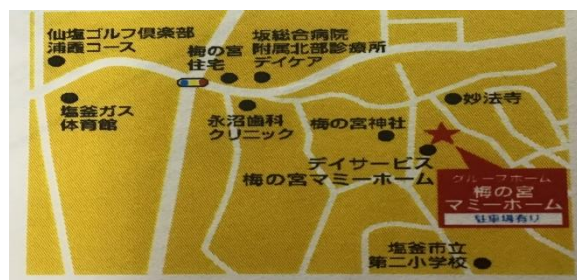 仙塩ゴルフ倶楽部
浦霞コース
塩釜ガス
体育館
梅の宮
住宅
坂総合病院
附属北部診療所
デイケア
永沼歯科
クリニック
梅の宮神社
妙法寺
デイサービス
梅の宮マミーホーム
グループホーム
梅の宮
マミーホーム
駐車場有り
塩釜市立
第二小学校